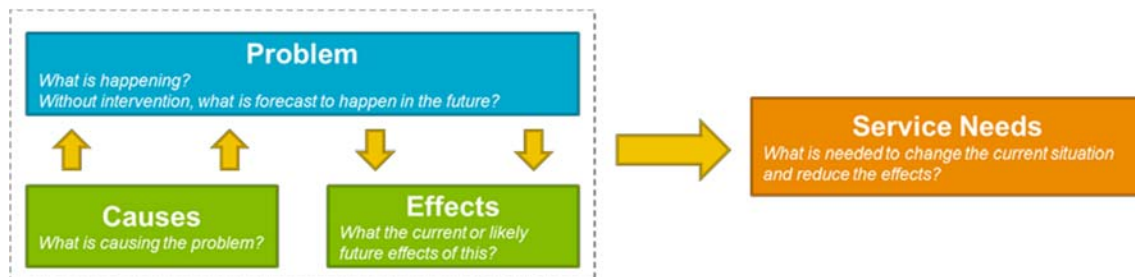 Problem
What is happening?
Without intervention, what is forecast to happen in the future?
Causes
What is causing the problem?
Effects
What the current or likely
future effects of this?
Service Needs
What is needed to change the current situation
and reduce the effects?